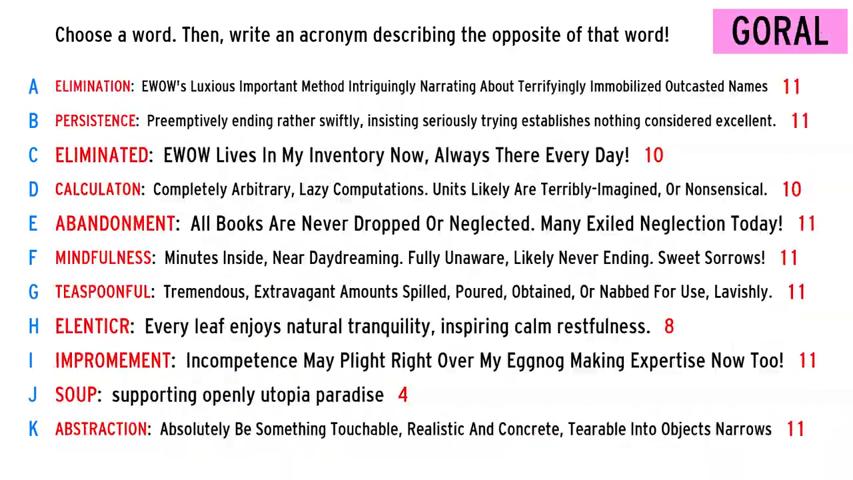 Choose a word. Then, write an acronym describing the opposite of that word!
GORAL
A ELIMINATION: EWOW's Luxious Important Method Intriguingly Narrating About Terrifyingly Immobilized Outcasted Names 11
B PERSISTENCE: Preemptively ending rather swiftly, insisting seriously trying establishes nothing considered excellent. 11
C ELIMINATED: EWOW Lives In My Inventory Now, Always There Every Day! 10
D CALCULATON: Completely Arbitrary, Lazy Computations. Units Likely Are Terribly-Imagined, Or Nonsensical. 10
E ABANDONMENT: All Books Are Never Dropped Or Neglected. Many Exiled Neglection Today! 11
F MINDFULNESS: Minutes Inside, Near Daydreaming. Fully Unaware, Likely Never Ending. Sweet Sorrows! 11
G TEASPOONFUL: Tremendous, Extravagant Amounts Spilled, Poured, Obtained, Or Nabbed For Use, Lavishly. 11
H ELENTICR: Every leaf enjoys natural tranquility, inspiring calm restfulness. 8
I IMPROMEMENT: Incompetence May Plight Right Over My Eggnog Making Expertise Now Too! 11
J SOUP: supporting openly utopia paradise 4
K ABSTRACTION: Absolutely Be Something Touchable, Realistic And Concrete, Tearable Into Objects Narrows 11